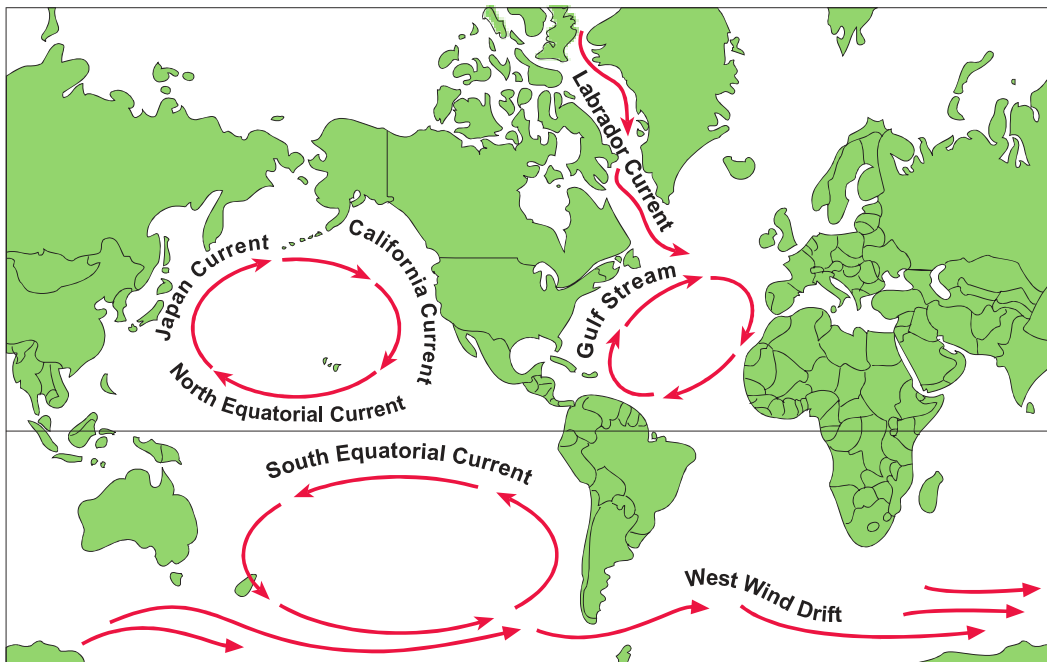 Labrador Current
California Current
Japan Current
Gulf Stream
North Equatorial Current
South Equatorial Current
West Wind Drift